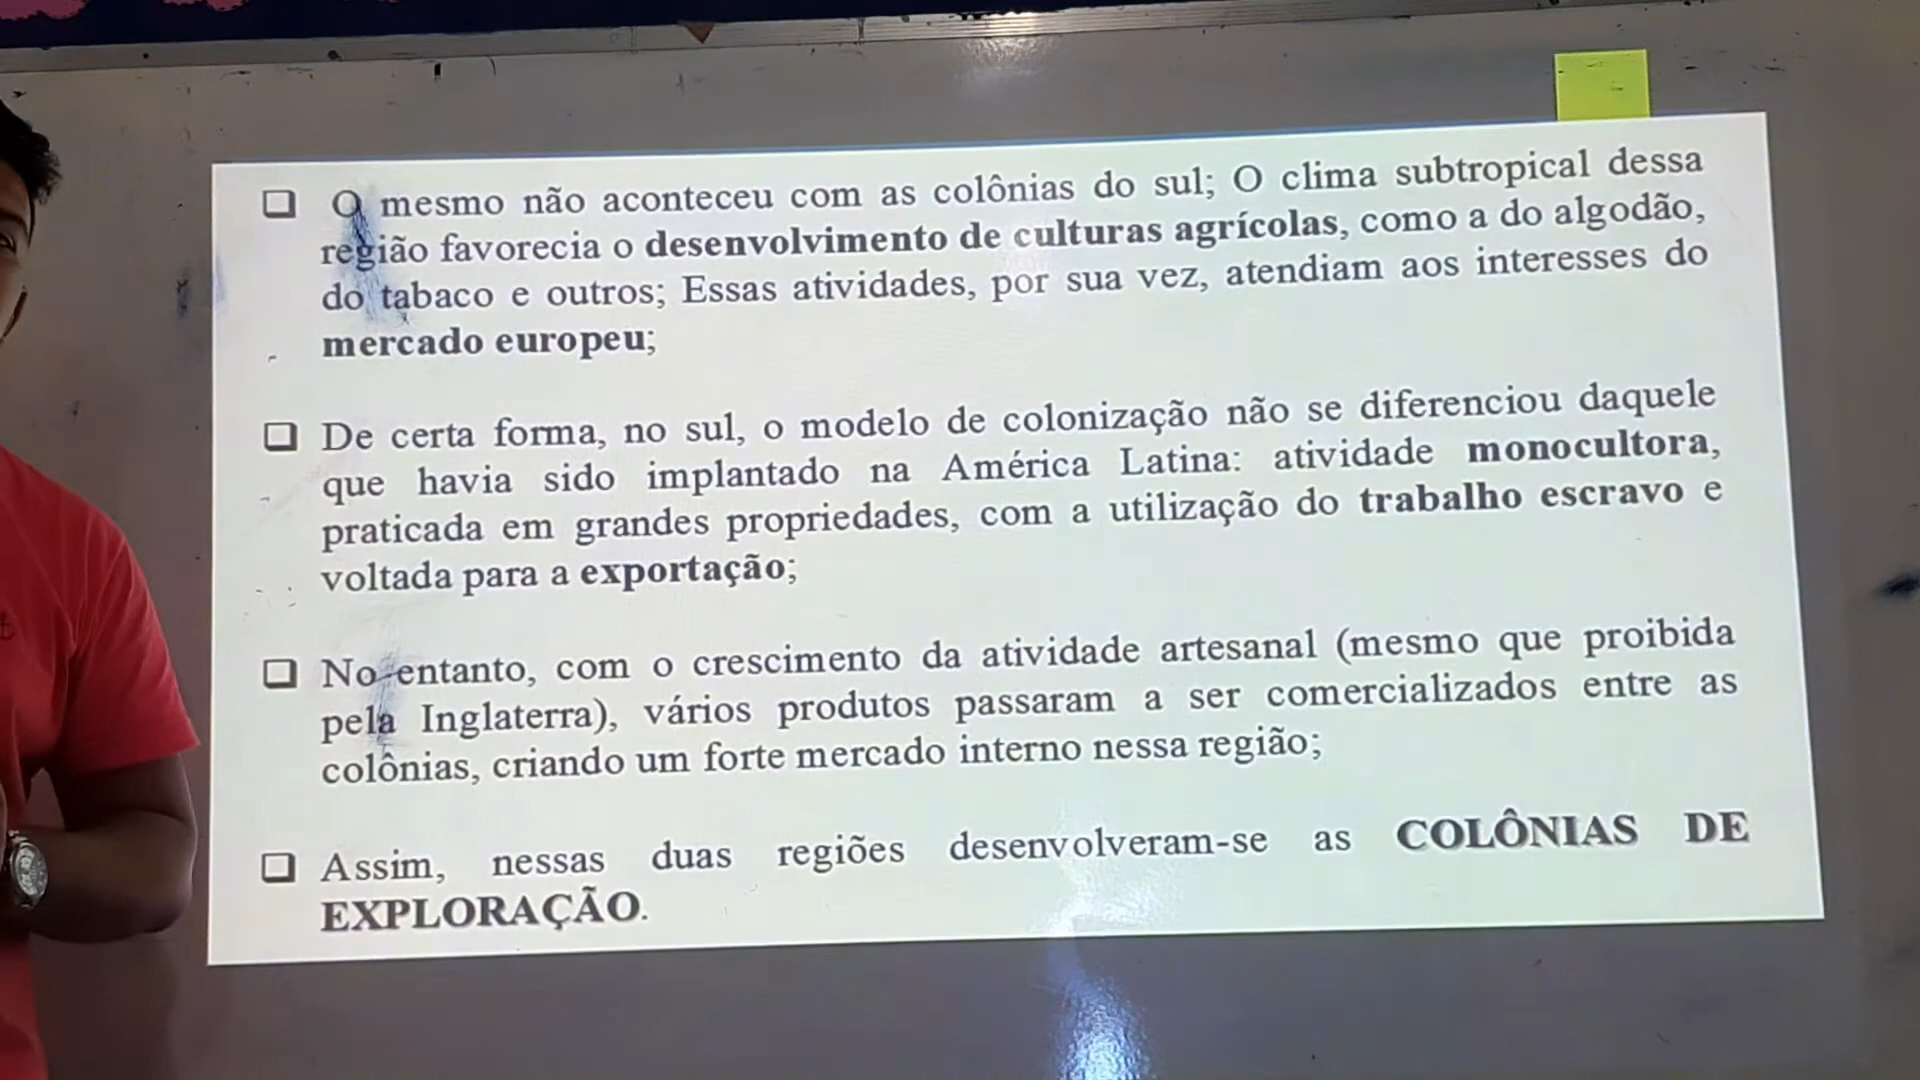 O mesmo não aconteceu com as colônias do sul; O clima subtropical dessa
região favorecia o desenvolvimento de culturas agrícolas, como a do algodão,
do tabaco e outros; Essas atividades, por sua vez, atendiam aos interesses do
mercado europeu;
De certa forma, no sul, o modelo de colonização não se diferenciou daquele
que havia sido implantado na América Latina: atividade monocultora,
praticada em grandes propriedades, com a utilização do trabalho escravo e
voltada para a exportação;
No entanto, com o crescimento da atividade artesanal (mesmo que proibida
pela Inglaterra), vários produtos passaram a ser comercializados entre as
colônias, criando um forte mercado interno nessa região;
Assim, nessas duas regiões desenvolveram-se as COLÔNIAS DE
EXPLORAÇÃO.